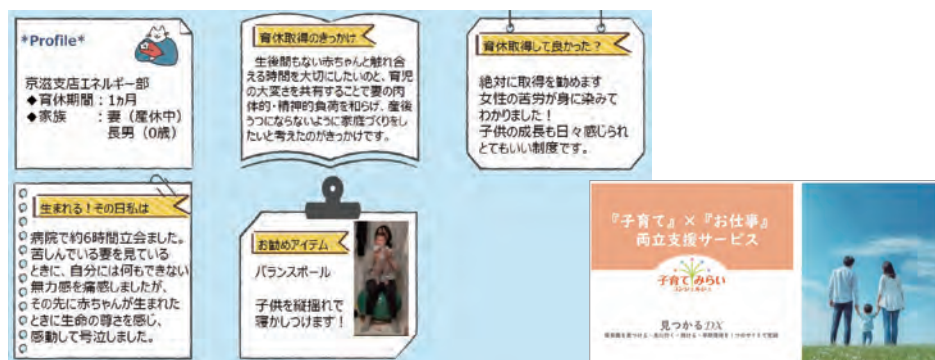 *Profile*
京滋支店エネルギー部
◆育休期間：1ヵ月
◆家族　　：妻（産休中）
長男（0歳）
育休取得のきっかけ
生後間もない赤ちゃんと触れ合
える時間を大切にしたいのと、育児
の大変さを共有することで妻の肉
体的・精神的負荷を和らげ、産後
うつにならないように家庭づくりをし
たいと考えたのがきっかけです。
育休取得して良かった？
絶対に取得を勧めます
女性の苦労が身に染みて
わかりました！
子供の成長も日々感じられ
とてもいい制度です。
生まれる！その日私は
病院で約6時間立会ました。
苦しんでいる妻を見ている
ときに、自分には何もできない
無力感を痛感しましたが、
その先に赤ちゃんが生まれた
ときに生命の尊さを感じ、
感動して号泣しました。
お勧めアイテム
バランスボール
子供を縦揺れで
寝かしつけます！
『子育て』×『お仕事』
両立支援サービス
子育てみらい
コンシェルジュ
見つかるDX